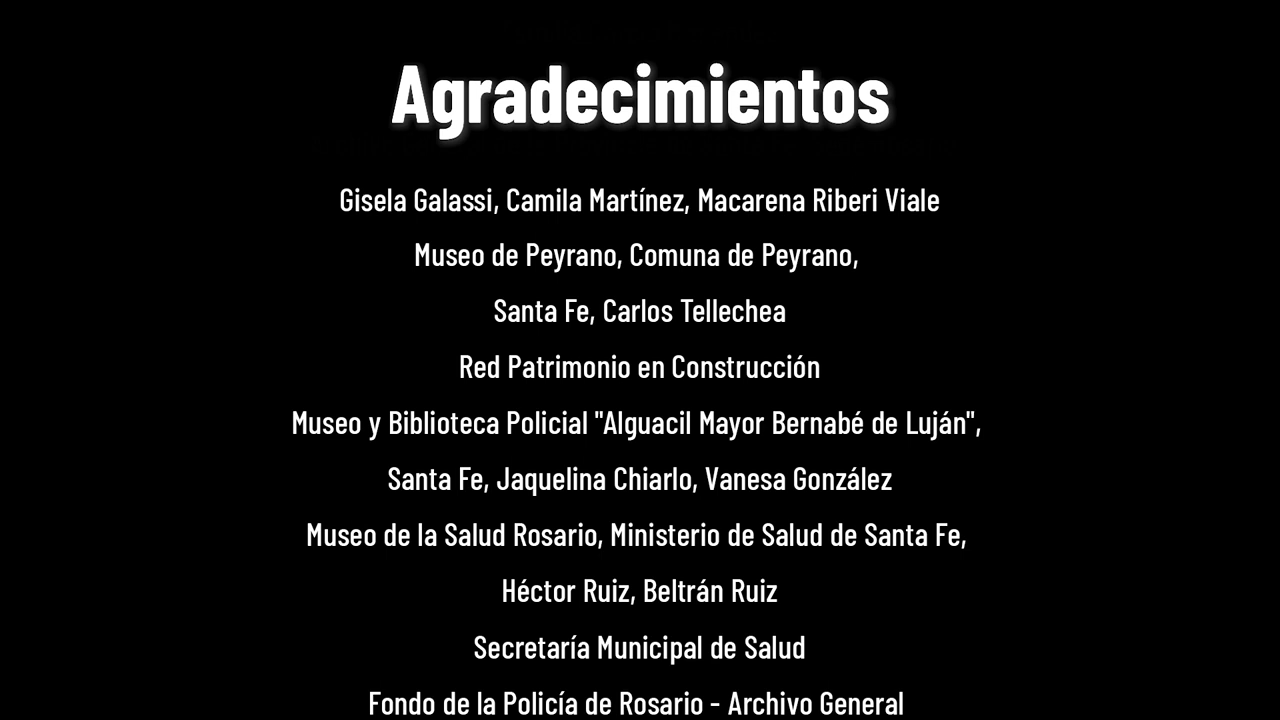 Agradecimientos
Gisela Galassi, Camila Martínez, Macarena Riberi Viale
Museo de Peyrano, Comuna de Peyrano,
Santa Fe, Carlos Tellechea
Red Patrimonio en Construcción
Museo y Biblioteca Policial "Alguacil Mayor Bernabé de Luján",
Santa Fe, Jaquelina Chiarlo, Vanesa González
Museo de la Salud Rosario, Ministerio de Salud de Santa Fe,
Héctor Ruiz, Beltrán Ruiz
Secretaría Municipal de Salud
Fondo de la Policía de Rosario - Archivo General